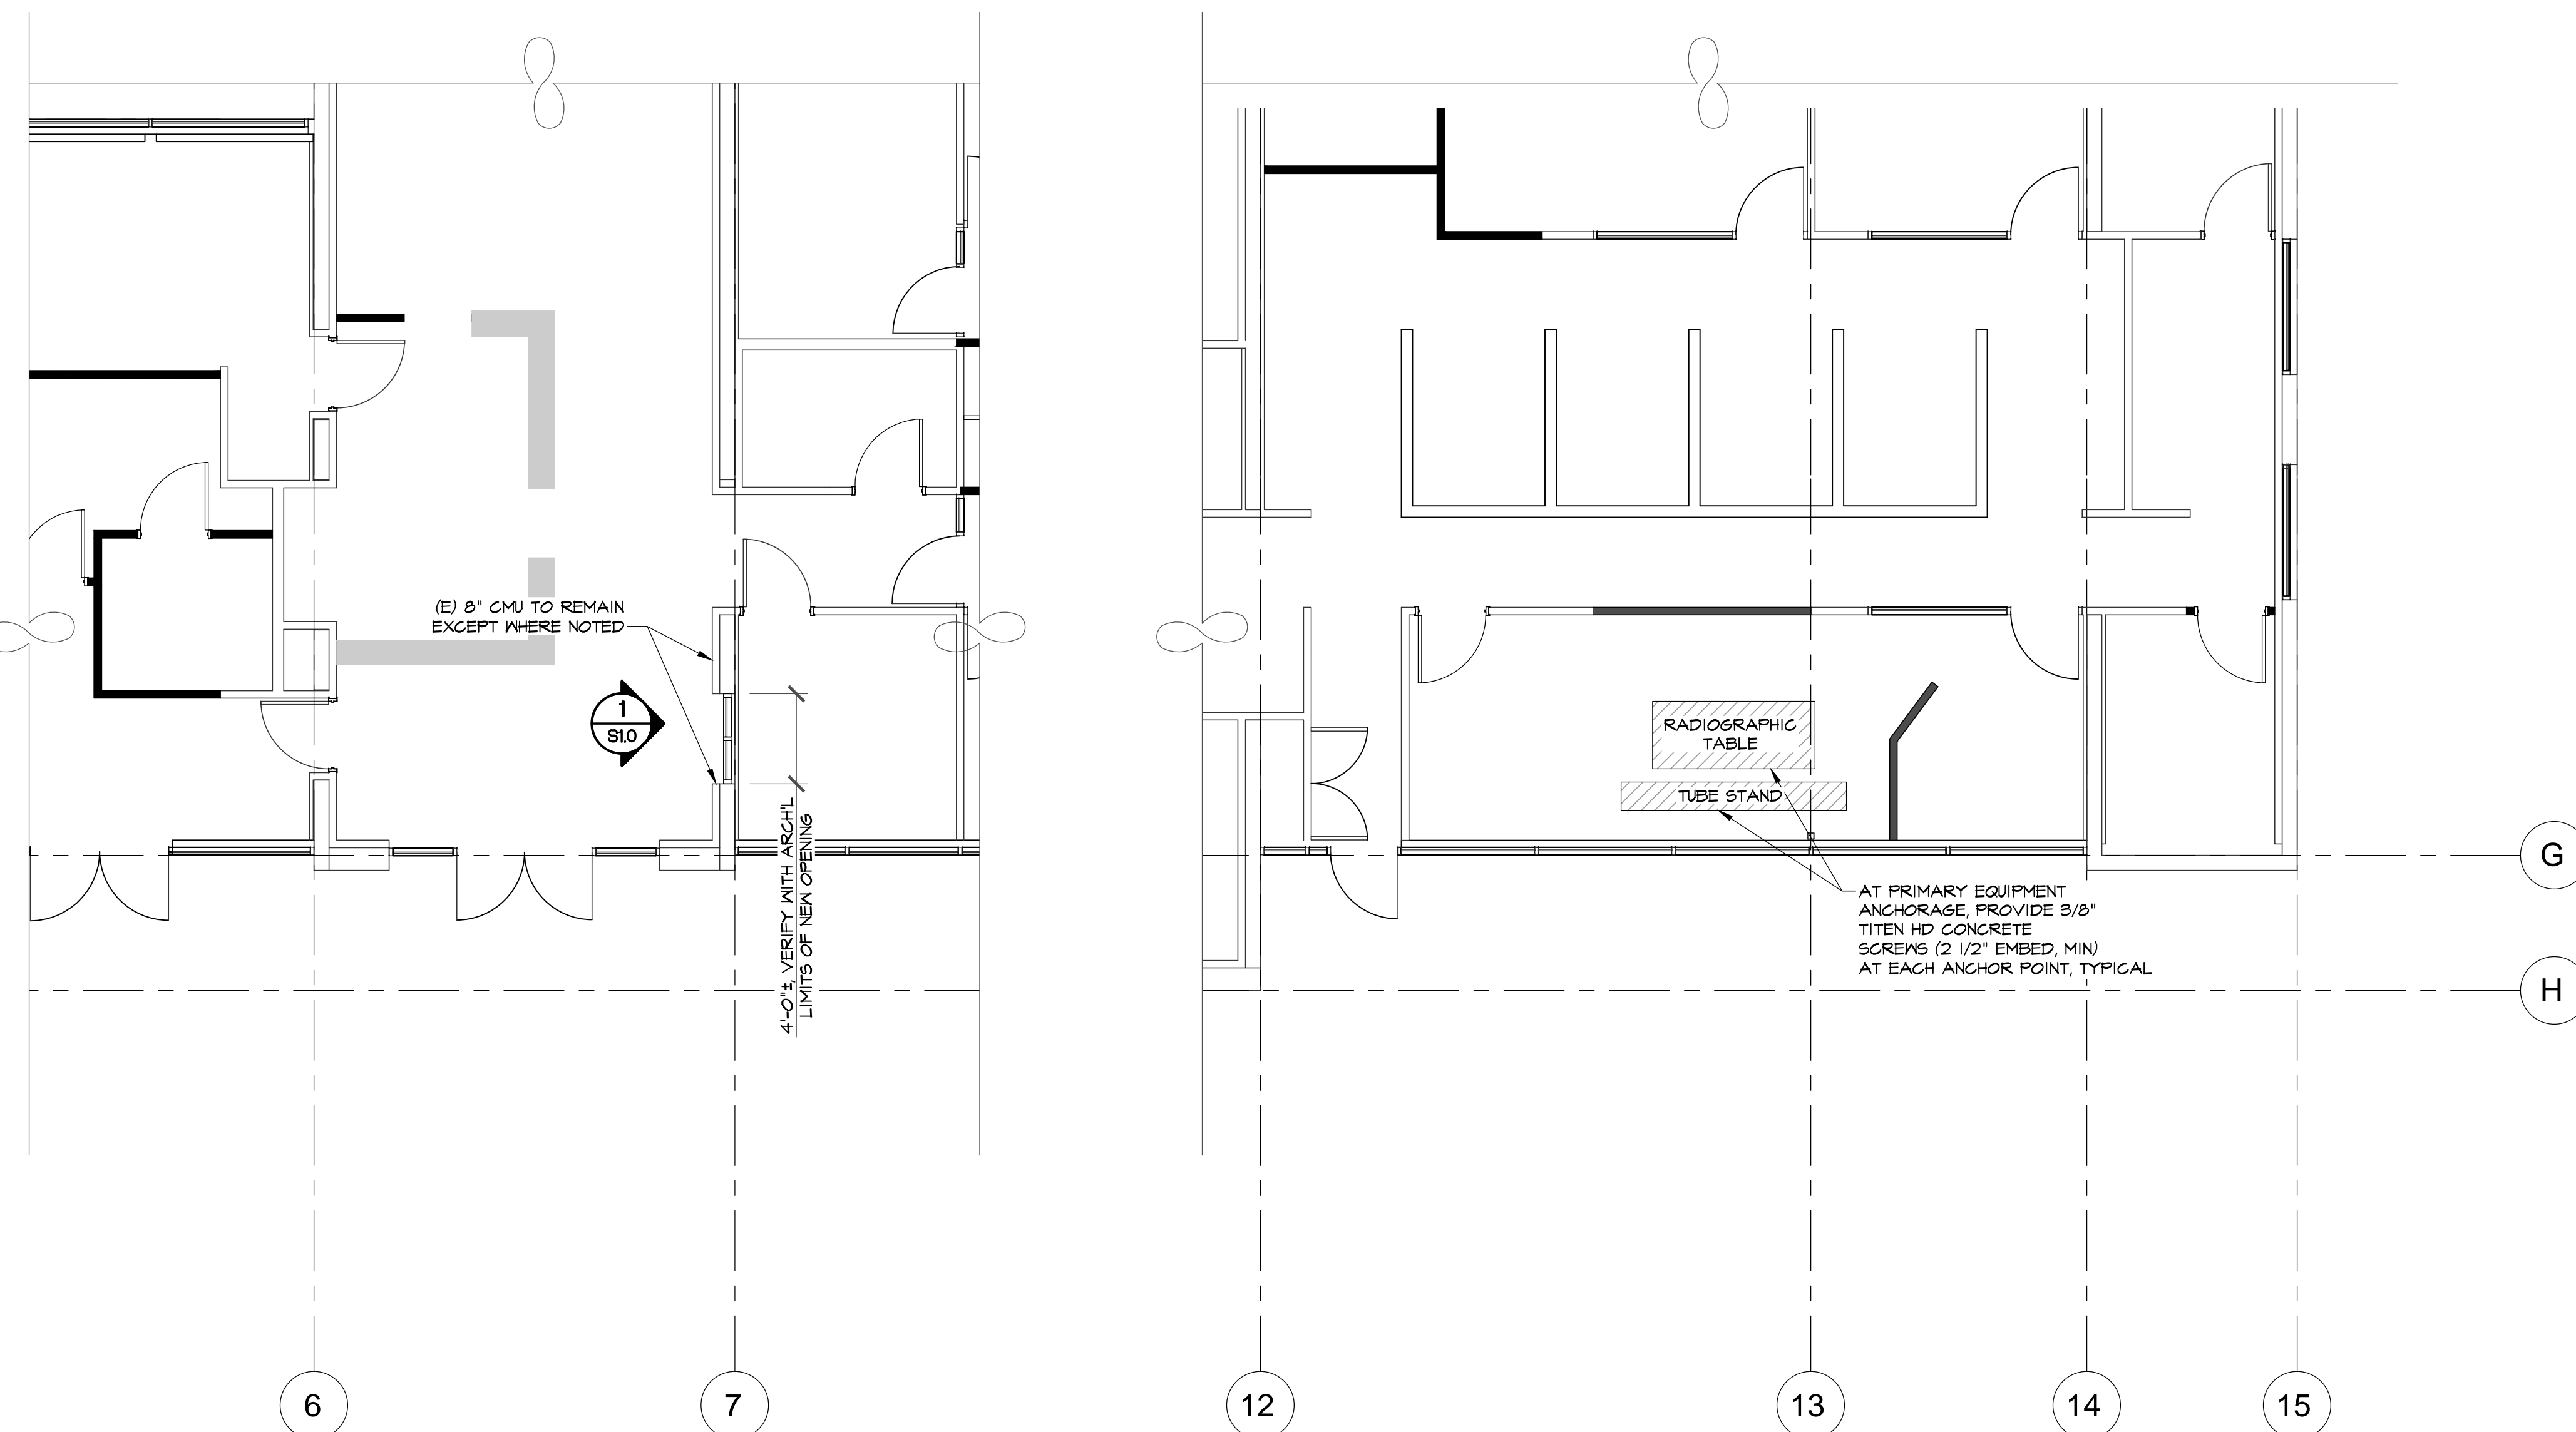 (E) 8" CMU TO REMAIN
EXCEPT WHERE NOTED
1
S1.0
4'-0"±, VERIFY WITH ARCH'L
LIMITS OF NEW OPENING
RADIOGRAPHIC
TABLE
TUBE STAND
AT PRIMARY EQUIPMENT
ANCHORAGE, PROVIDE 3/8"
TITEN HD CONCRETE
SCREWS (2 1/2" EMBED, MIN)
AT EACH ANCHOR POINT, TYPICAL
G
H
6
7
12
13
14
15